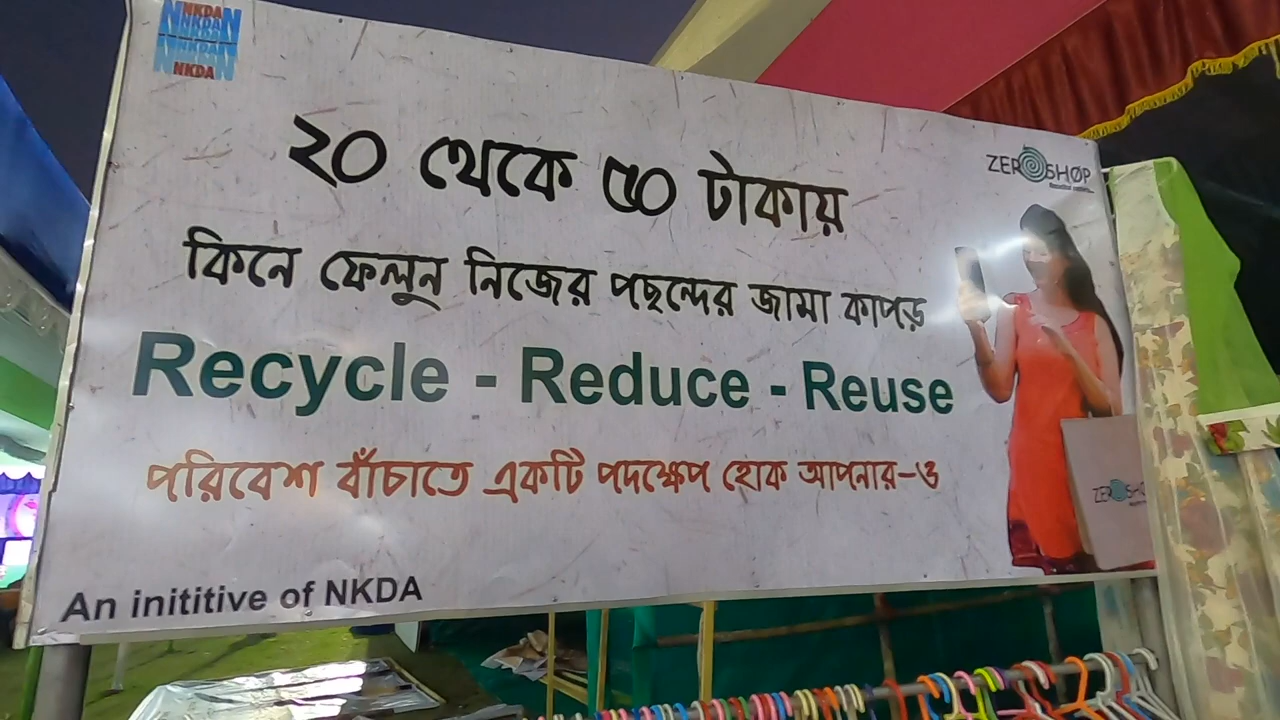 NKDA
NKDA
NKDA
NKDA
২০ থেকে ৫০ টাকায়
ZEROSHOP
কিনে ফেলুন নিজের পছন্দের জামা কাপড়
Recycle - Reduce - Reuse
পরিবেশ বাঁচাতে একটি পদক্ষেপ হোক আপনার-ও
An inititive of NKDA